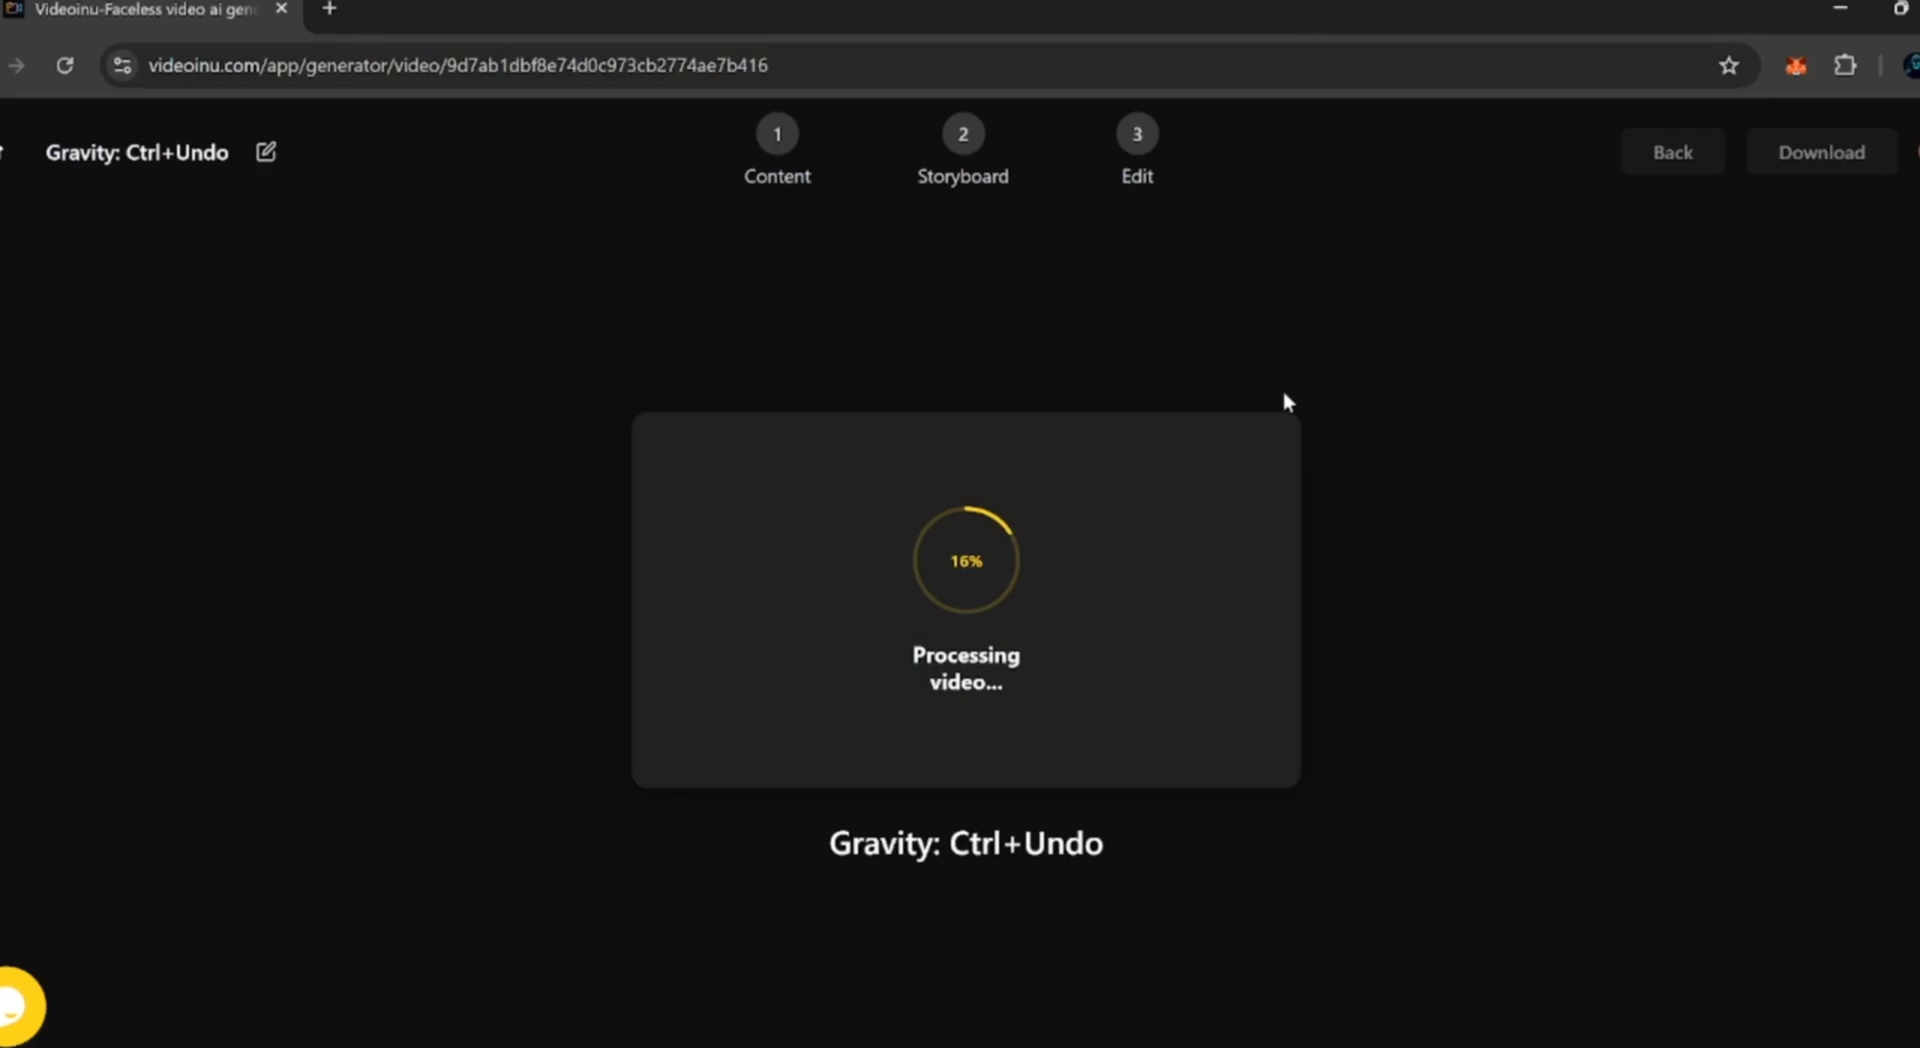 Videoinu-Faceless video ai gen
videoinu.com/app/generator/video/9d7ab1dbf8e74d0c973cb2774ae7b416
Gravity: Ctrl+Undo
1
Content
2
Storyboard
3
Edit
Back
Download
16%
Processing
video...
Gravity: Ctrl+Undo